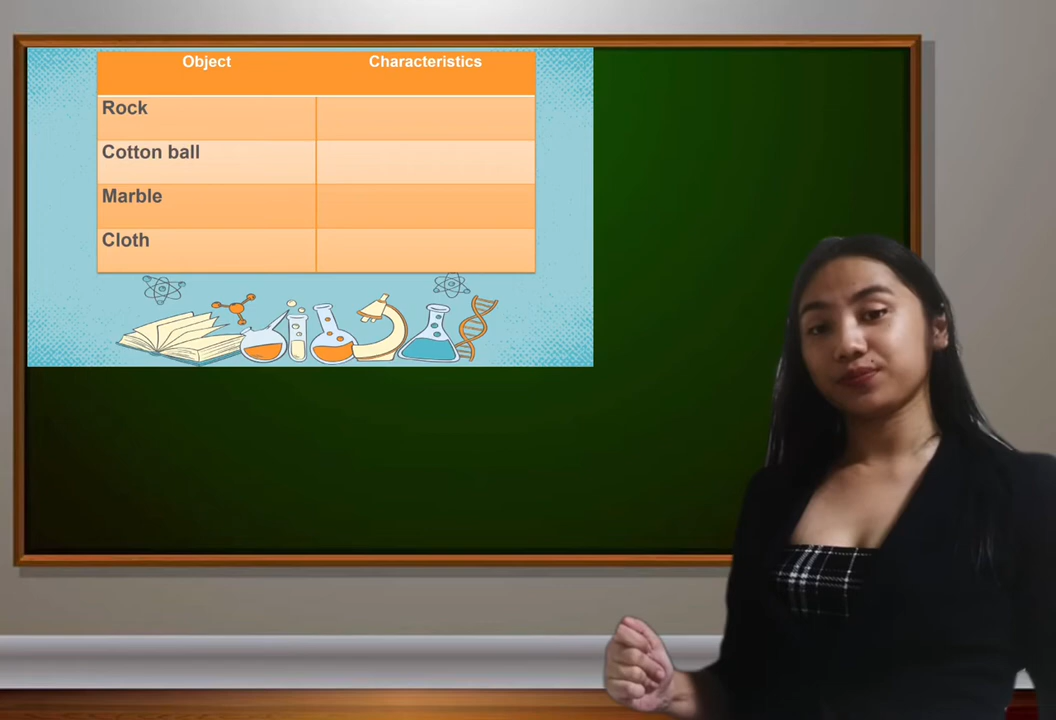 Object Characteristics
Rock
Cotton ball
Marble
Cloth